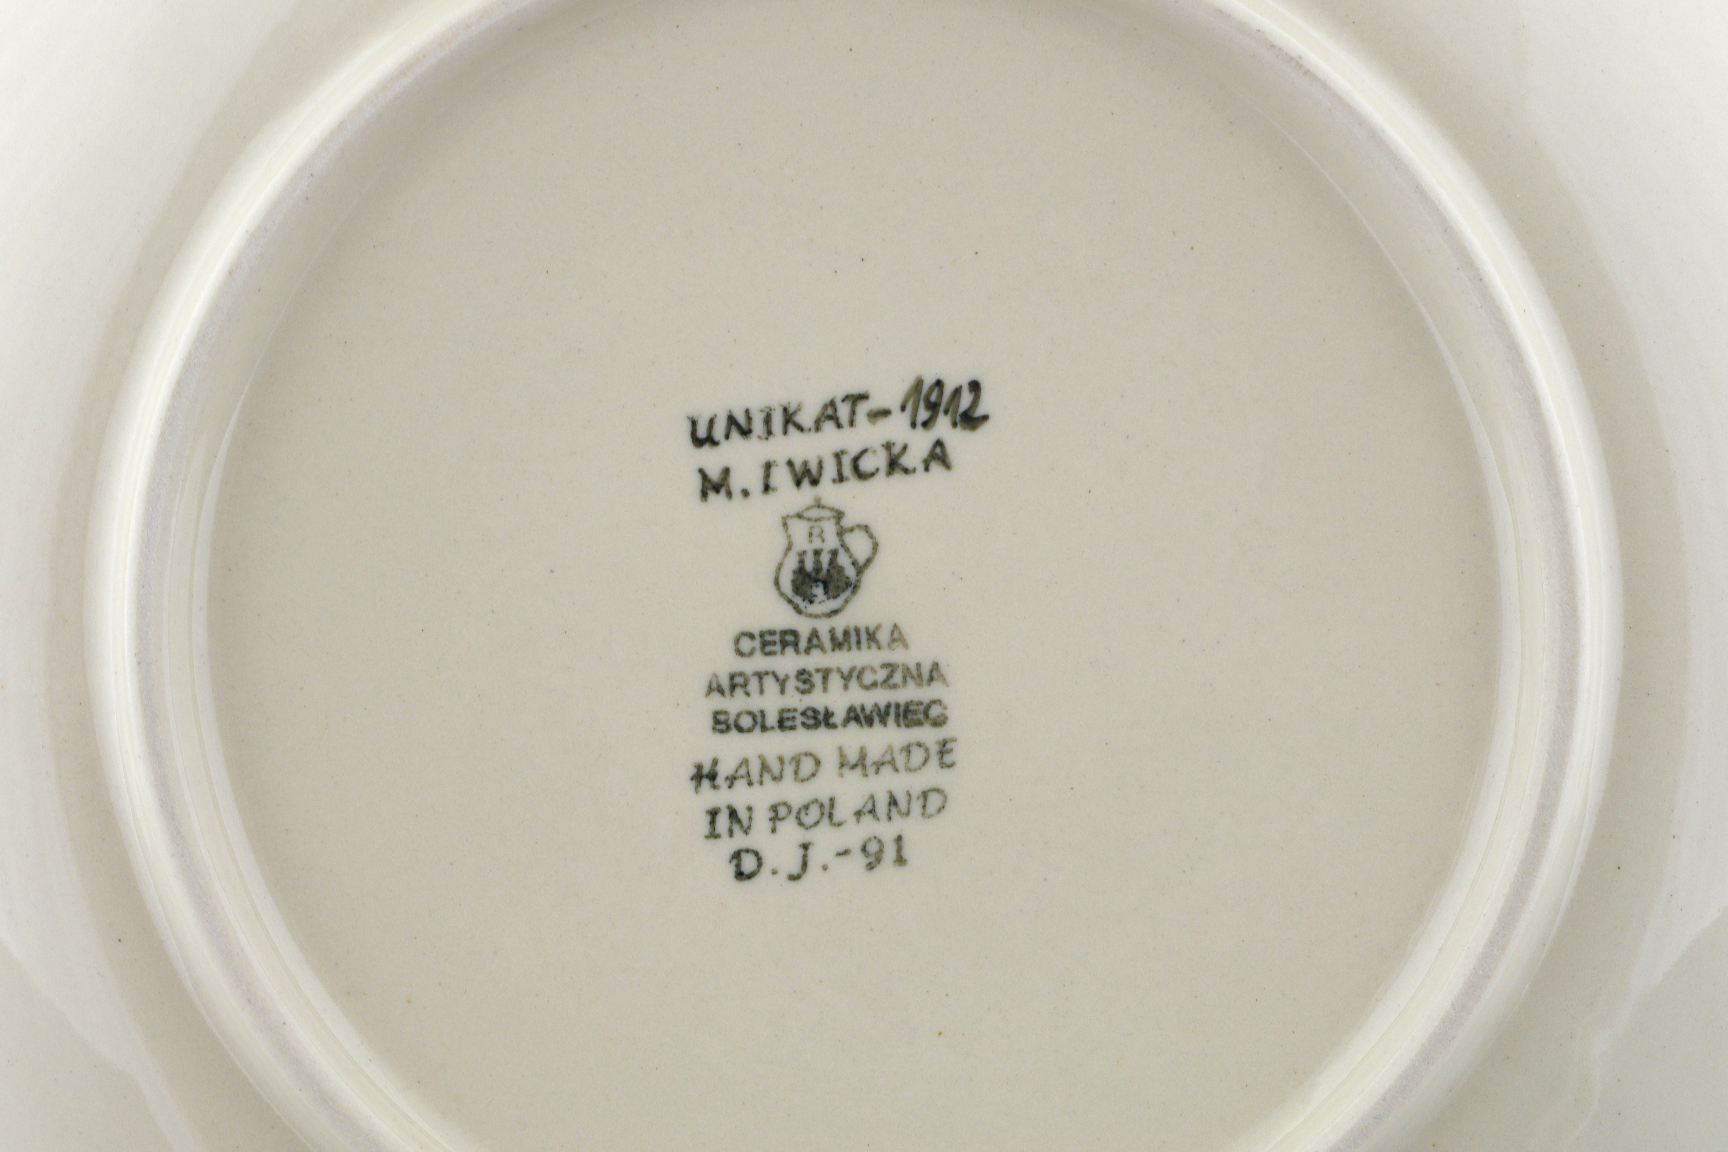 UNIKAT-1912
M. IWICKA
B
CERAMIKA
ARTYSTYCZNA
BOLESŁAWIEC
HAND MADE
IN POLAND
D.J.-91